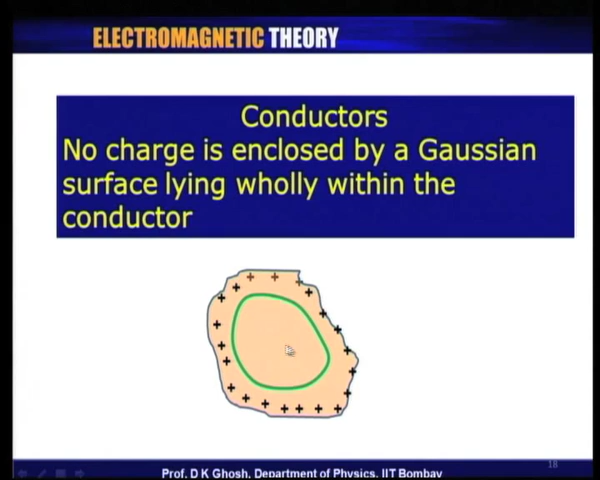 ELECTROMAGNETIC THEORY
Conductors
No charge is enclosed by a Gaussian
surface lying wholly within the
conductor
18
Prof. D K Ghosh, Department of Physics, IIT Bombay